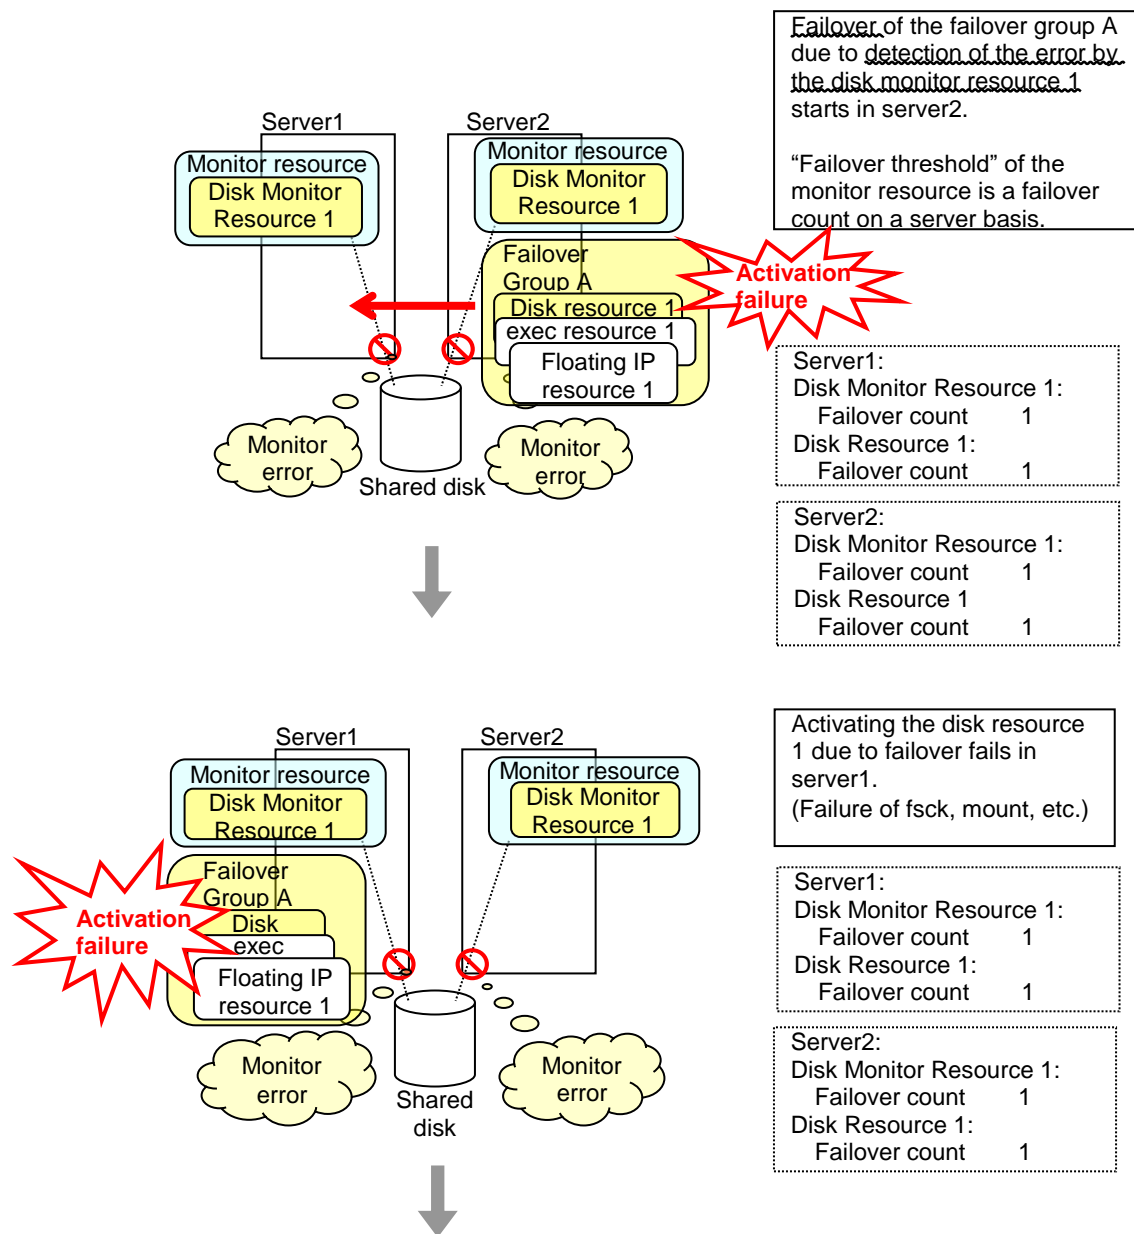 Failover of the failover group A
due to detection of the error by
the disk monitor resource 1
starts in server2.
“Failover threshold” of the
monitor resource is a failover
count on a server basis.
Server1
Server2
Monitor resource
Disk Monitor
Resource 1
Monitor resource
Disk Monitor
Resource 1
Failover
Group A
Disk resource 1
exec resource 1
Floating IP
resource 1
Activation
failure
Monitor
error
Shared disk
Monitor
error
Server1:
Disk Monitor Resource 1:
Failover count 1
Disk Resource 1:
Failover count 1
Server2:
Disk Monitor Resource 1:
Failover count 1
Disk Resource 1
Failover count 1
Server1
Server2
Monitor resource
Disk Monitor
Resource 1
Monitor resource
Disk Monitor
Resource 1
Failover
Group A
Disk
exec
Floating IP
resource 1
Activation
failure
Monitor
error
Shared
disk
Monitor
error
Activating the disk resource
1 due to failover fails in
server1.
(Failure of fsck, mount, etc.)
Server1:
Disk Monitor Resource 1:
Failover count 1
Disk Resource 1:
Failover count 1
Server2:
Disk Monitor Resource 1:
Failover count 1
Disk Resource 1:
Failover count 1